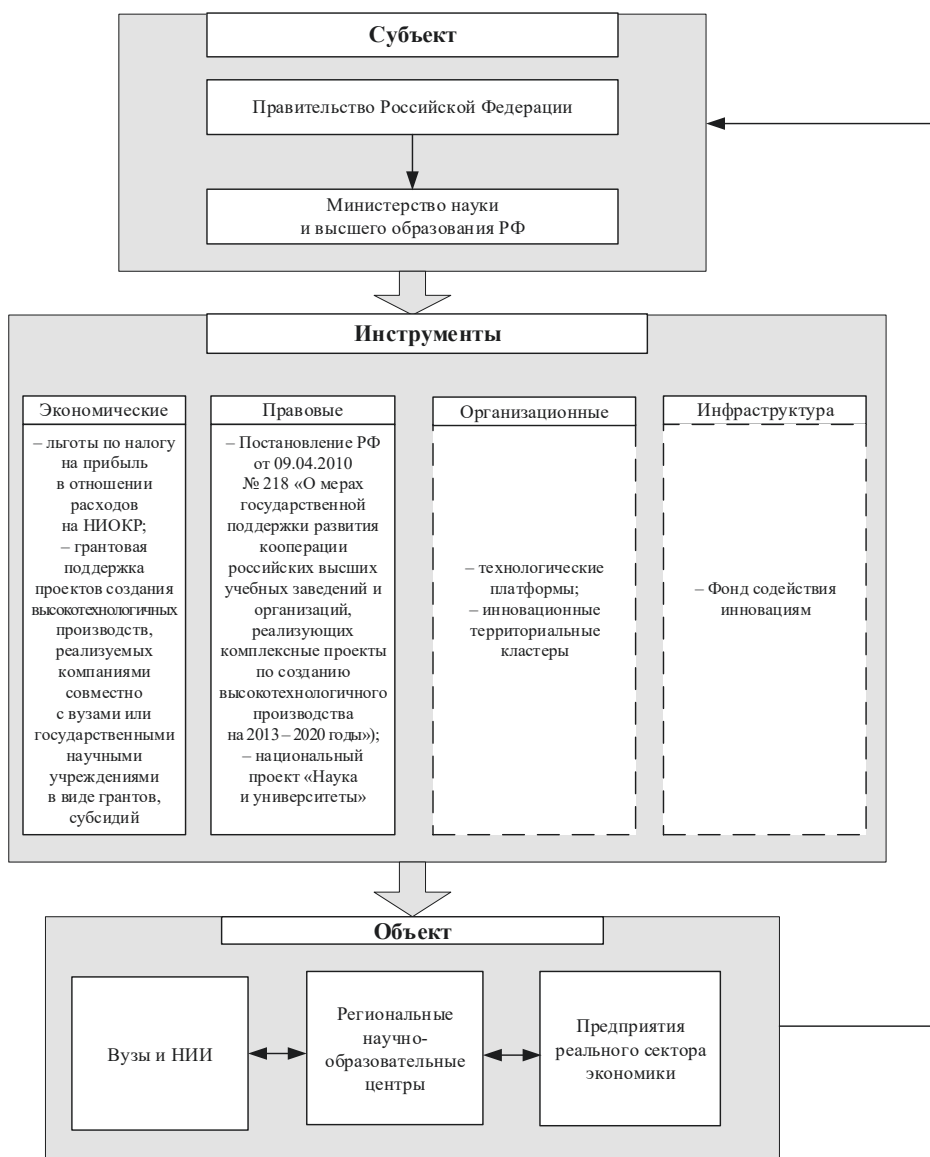 Субъект
Правительство Российской Федерации
Министерство науки
и высшего образования РФ
Инструменты
Экономические
– льготы по налогу
на прибыль
в отношении
расходов
на НИОКР;
– грантовая
поддержка
проектов создания
высокотехнологичных
производств,
реализуемых
компаниями
совместно
с вузами или
государственными
научными
учреждениями
в виде грантов,
субсидий
Правовые
– Постановление РФ
от 09.04.2010
№ 218 «О мерах
государственной
поддержки развития
кооперации
российских высших
учебных заведений и
организаций,
реализующих
комплексные проекты
по созданию
высокотехнологичного
производства
на 2013 – 2020 годы»);
– национальный
проект «Наука
и университеты»
Организационные
– технологические
платформы;
– инновационные
территориальные
кластеры
Инфраструктура
– Фонд содействия
инновациям
Объект
Вузы и НИИ
Региональные
научно-
образовательные
центры
Предприятия
реального сектора
экономики